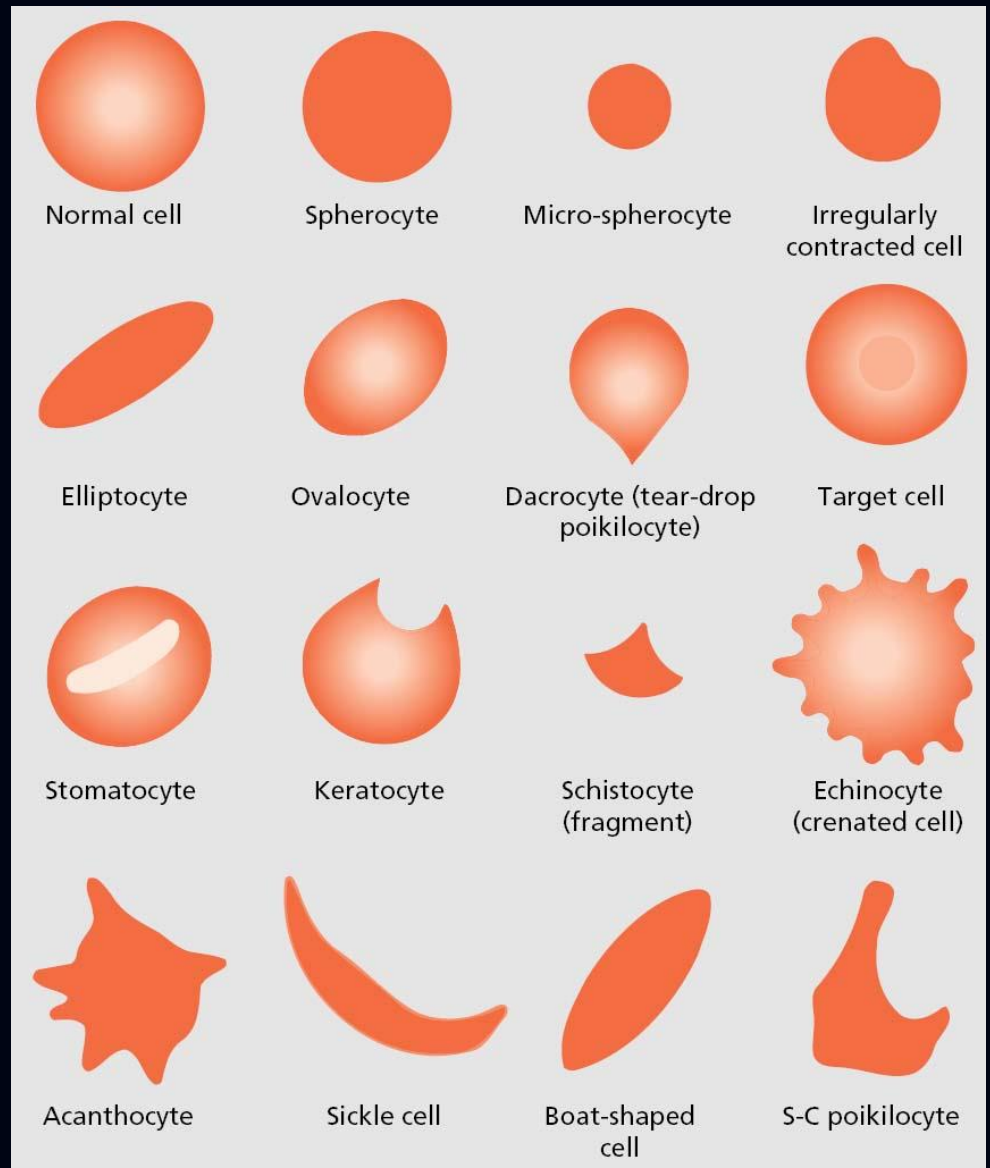 Normal cell
Spherocyte
Micro-spherocyte
Irregularly
contracted cell
Elliptocyte
Ovalocyte
Dacrocyte (tear-drop
poikilocyte)
Target cell
Stomatocyte
Keratocyte
Schistocyte
(fragment)
Echinocyte
(crenated cell)
Acanthocyte
Sickle cell
Boat-shaped
cell
S-C poikilocyte